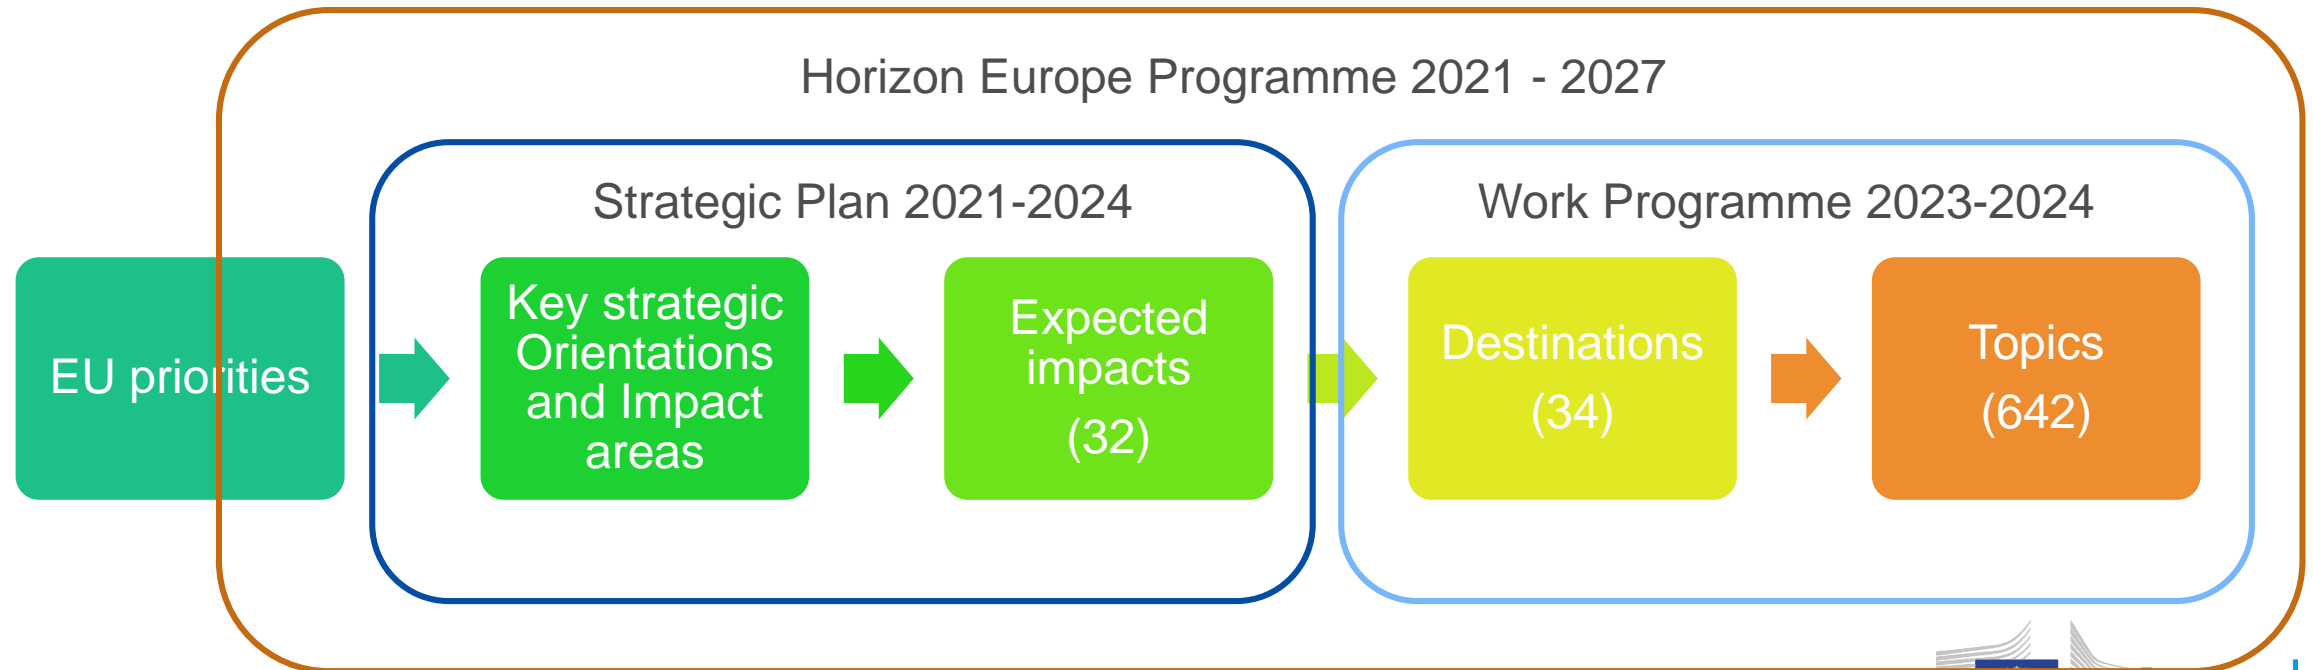 Horizon Europe Programme 2021 - 2027
Strategic Plan 2021-2024
Work Programme 2023-2024
EU priorities
Key strategic
Orientations
and Impact
areas
Expected
impacts
(32)
Destinations
(34)
Topics
(642)